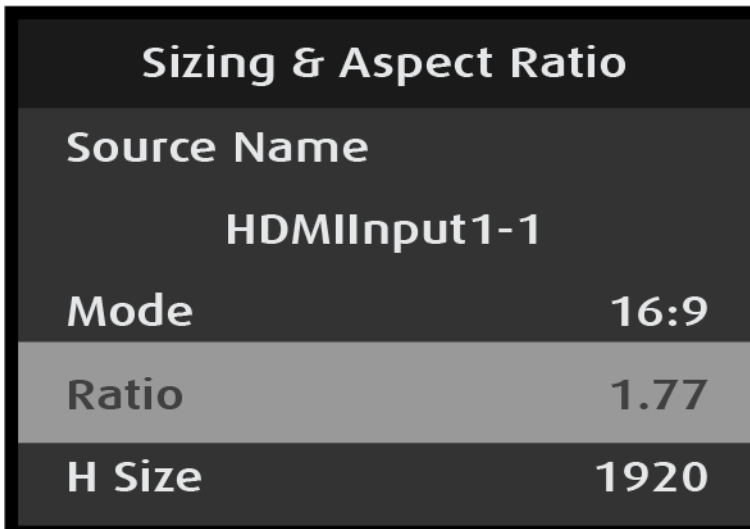 Sizing & Aspect Ratio
Source Name
HDMIInput1-1
Mode 16:9
Ratio 1.77
H Size 1920